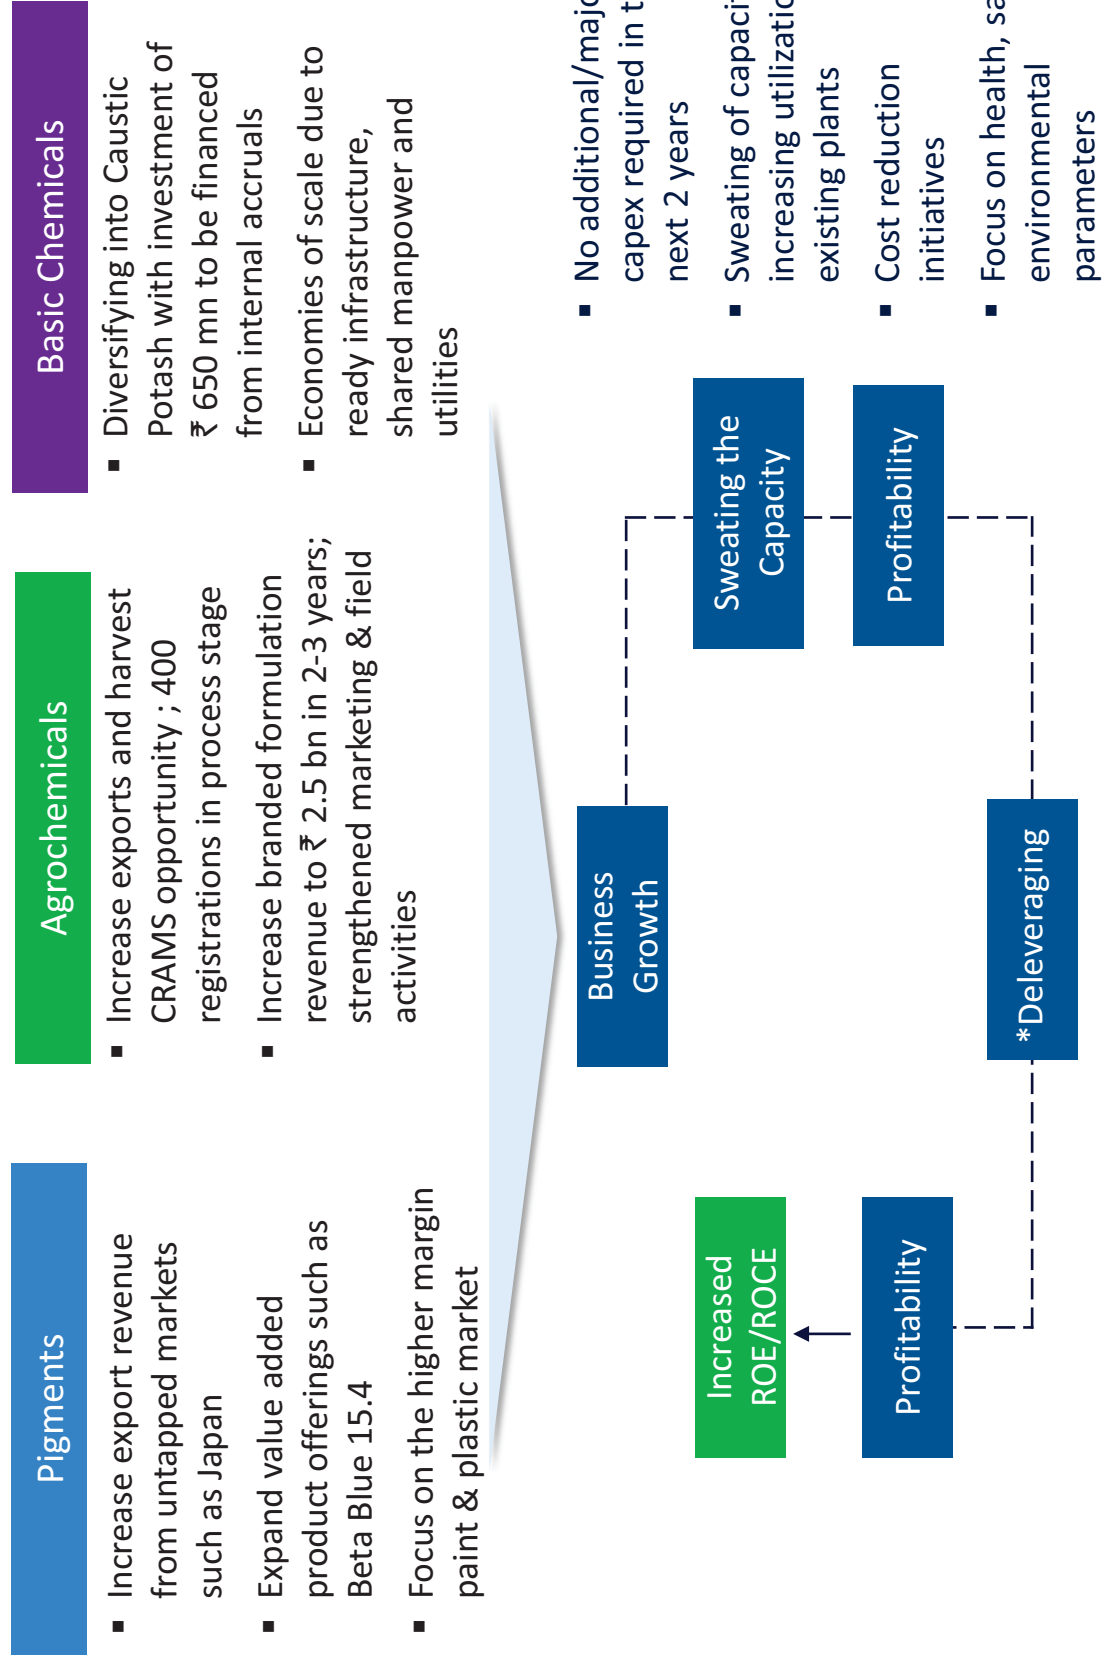 Pigments
▪ Increase export revenue
from untapped markets
such as Japan
▪ Expand value added
product offerings such as
Beta Blue 15.4
▪ Focus on the higher margin
paint & plastic market
Agrochemicals
▪ Increase exports and harvest
CRAMS opportunity ; 400
registrations in process stage
▪ Increase branded formulation
revenue to ₹ 2.5 bn in 2-3 years;
strengthened marketing & field
activities
Basic Chemicals
▪ Diversifying into Caustic
Potash with investment of
₹ 650 mn to be financed
from internal accruals
▪ Economies of scale due to
ready infrastructure,
shared manpower and
utilities
Business
Growth
Sweating the
Capacity
Profitability
*Deleveraging
Profitability
Increased
ROE/ROCE
▪ No additional/
capex required in
next 2 years
▪ Sweating of
increasing
existing plants
▪ Cost reduction
initiatives
▪ Focus on health,
environmental
parameters